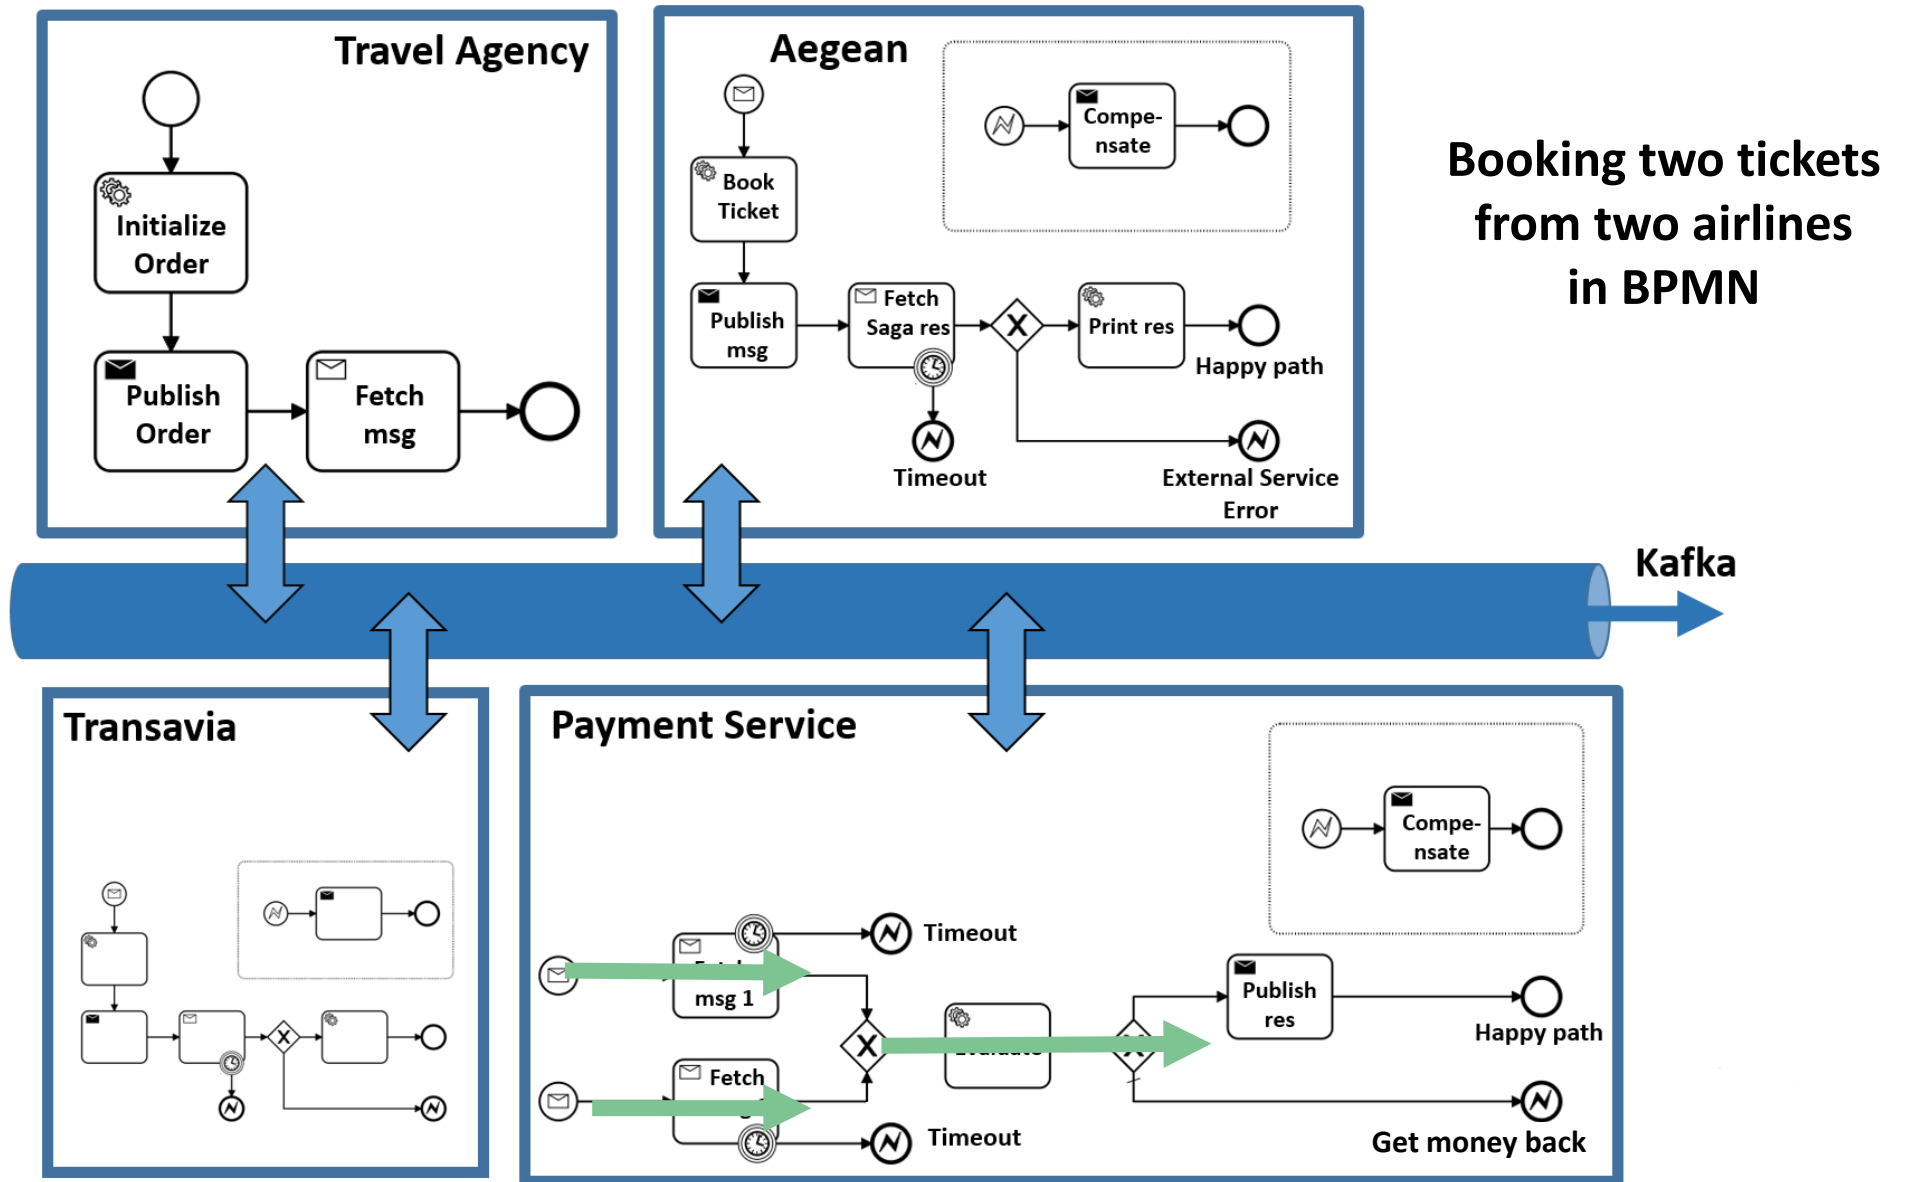 Travel Agency
Initialize
Order
Publish
Order
Fetch
msg
Aegean
Compe-
nsate
Book
Ticket
Publish
msg
Fetch
Saga res
X
Print res
Happy path
Timeout
External Service
Error
Booking two tickets
from two airlines
in BPMN
Kafka
Transavia
X
Payment Service
Compe-
nsate
Timeout
msg 1
Fetch
Timeout
X
X
Publish
res
Happy path
Get money back